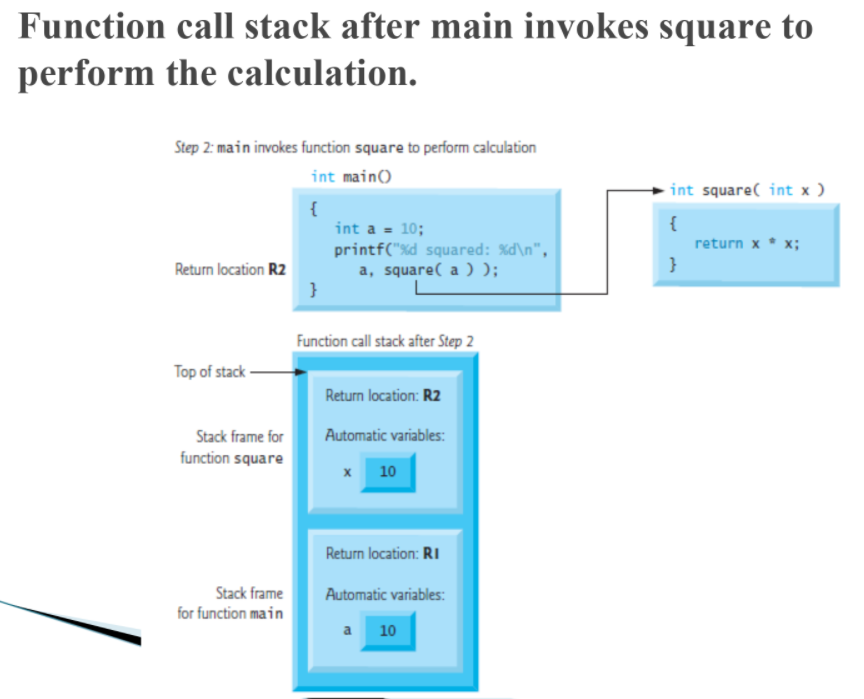 Function call stack after main invokes square to
perform the calculation.
Step 2: main invokes function square to perform calculation
int main()
{
int a = 10;
printf("%d squared: %d\n",
a, square( a ) );
}
Return location R2
int square( int x )
{
return x * x;
}
Function call stack after Step 2
Top of stack
Return location: R2
Stack frame for
function square
Automatic variables:
x 10
Return location: R1
Stack frame
for function main
Automatic variables:
a 10